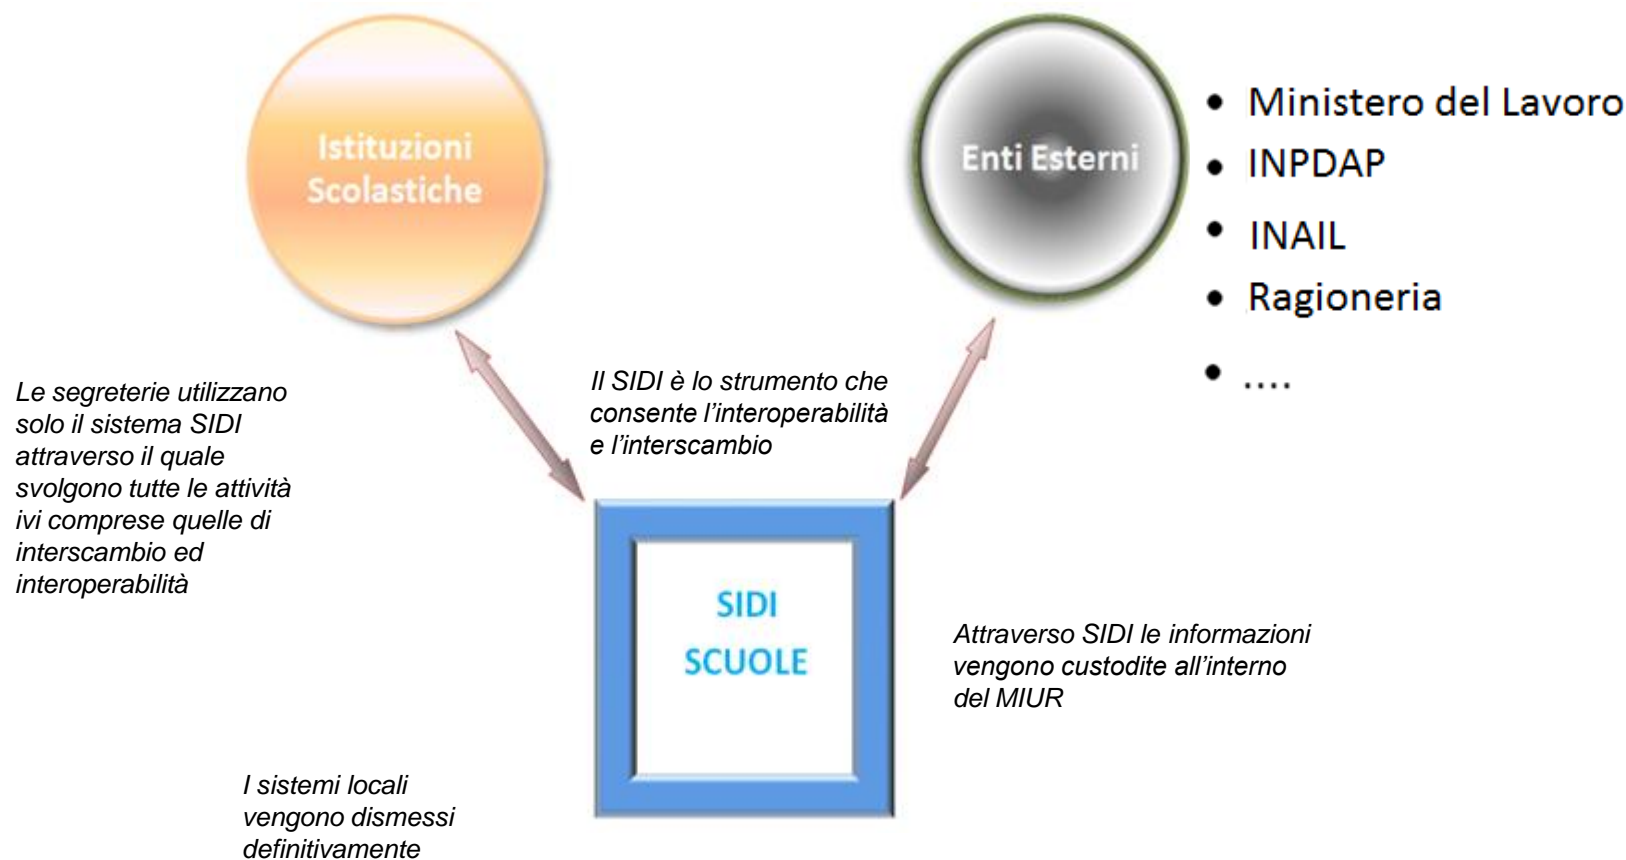 Istituzioni
Scolastiche
Enti Esterni
• Ministero del Lavoro
• INPDAP
• INAIL
• Ragioneria
• ....
Le segreterie utilizzano
solo il sistema SIDI
attraverso il quale
svolgono tutte le attività
ivi comprese quelle di
interscambio ed
interoperabilità
Il SIDI è lo strumento che
consente l’interoperabilità
e l’interscambio
SIDI
SCUOLE
Attraverso SIDI le informazioni
vengono custodite all’interno
del MIUR
I sistemi locali
vengono dismessi
definitivamente